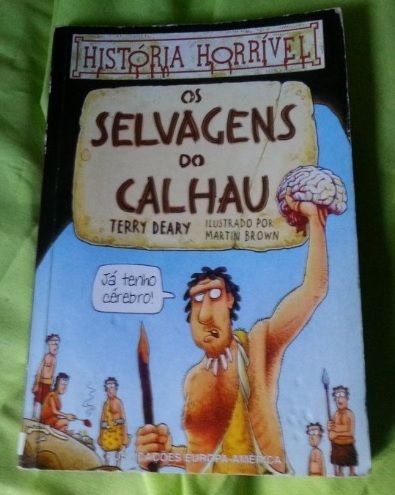 HISTÓRIA HORRÍVEL
OS
SELVAGENS
DO
CALHAU
TERRY DEARY ILUSTRADO POR
MARTIN BROWN
Já tenho
cérebro!
EUROPA-AMÉRICA